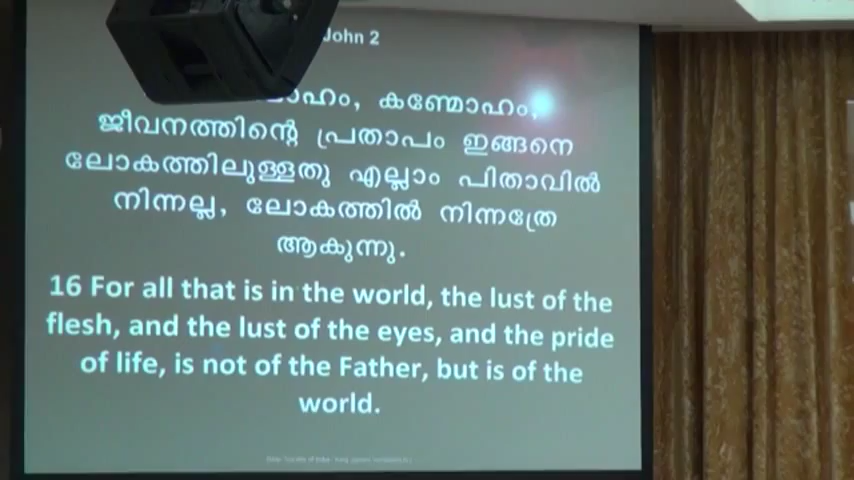 John 2
കണ്മോഹം,
ജീവനത്തിന്റെ പ്രതാപം ഇങ്ങനെ
ലോകത്തിലുള്ളതു എല്ലാം പിതാവിൽ
നിന്നല്ല, ലോകത്തിൽ നിന്നത്രേ
ആകുന്നു.
16 For all that is in the world, the lust of the
flesh, and the lust of the eyes, and the pride
of life, is not of the Father, but is of the
world.